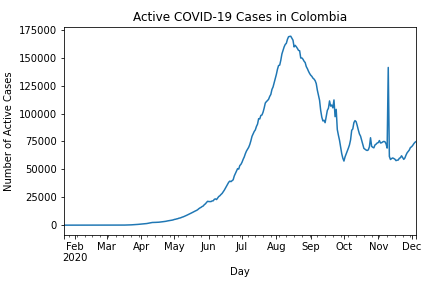 Active COVID-19 Cases in Colombia
175000
150000
125000
100000
75000
50000
25000
0
Number of Active Cases
Feb Mar Apr May Jun Jul Aug Sep Oct Nov Dec
2020
Day